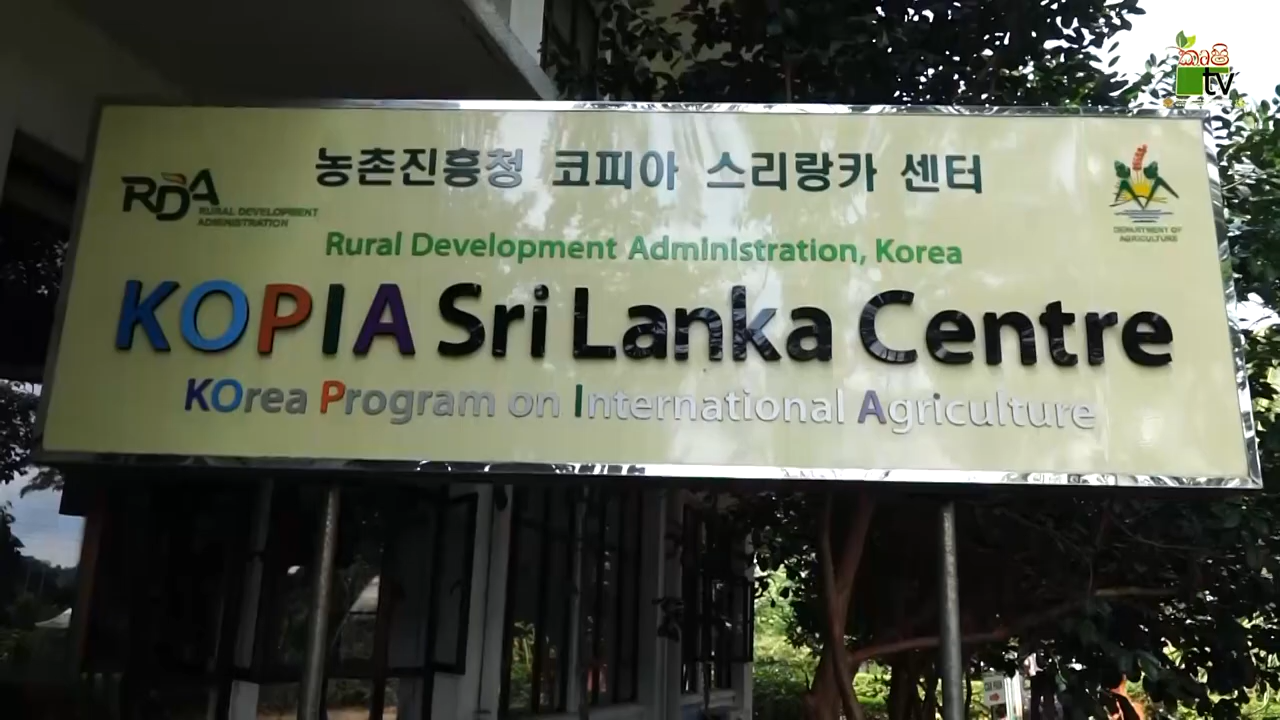 කෘෂි
tv
농촌진흥청 코피아 스리랑카 센터
RDA
RURAL DEVELOPMENT
ADMINISTRATION
DEPARTMENT OF
AGRICULTURE
Rural Development Administration, Korea
KOPIA Sri Lanka Centre
KOrea Program on International Agriculture